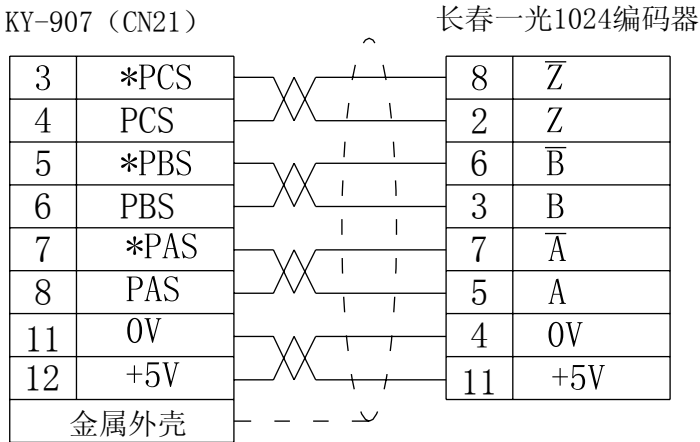 KY-907（CN21）
长春一光1024编码器
3 *PCS 8 Z̅
4 PCS 2 Z
5 *PBS 6 B̅
6 PBS 3 B
7 *PAS 7 A̅
8 PAS 5 A
11 0V 4 0V
12 +5V 11 +5V
金属外壳